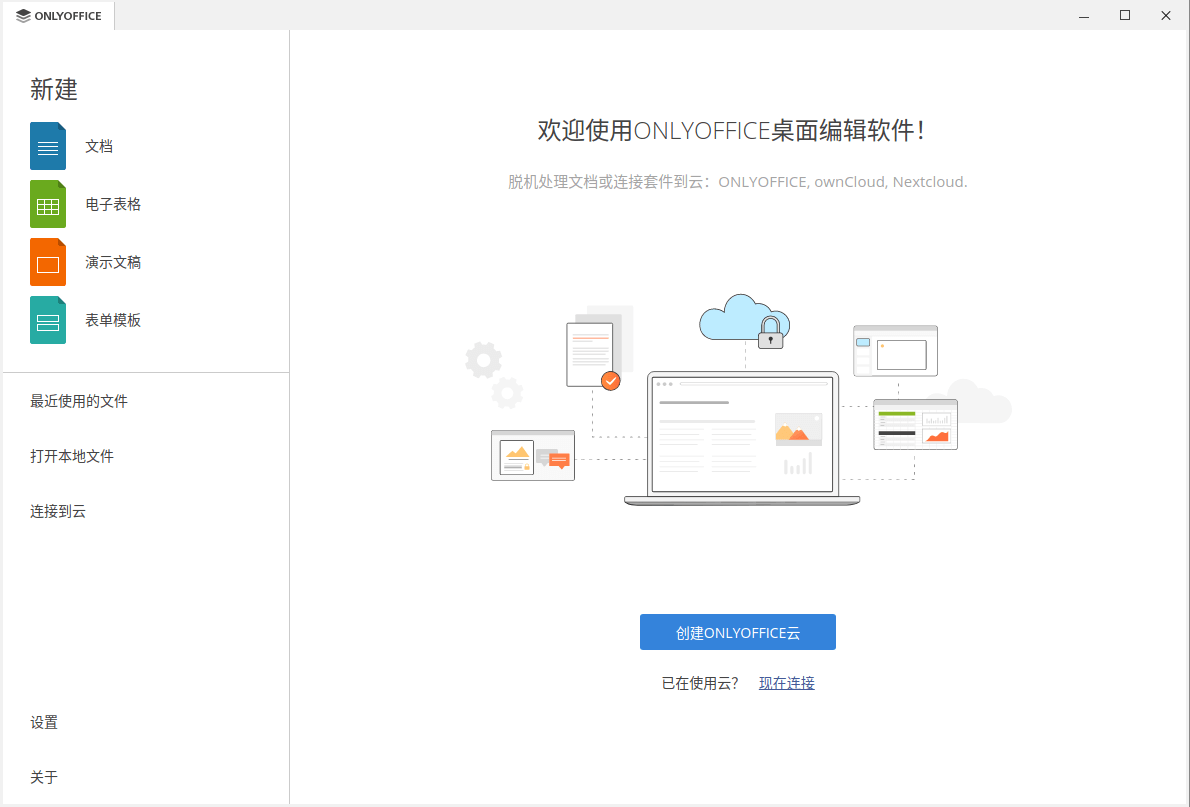 ONLYOFFICE
新建
文档
电子表格
演示文稿
表单模板
最近使用的文件
打开本地文件
连接到云
设置
关于
欢迎使用ONLYOFFICE桌面编辑软件！
脱机处理文档或连接套件到云：ONLYOFFICE, ownCloud, Nextcloud.
创建ONLYOFFICE云
已在使用云？ 现在连接